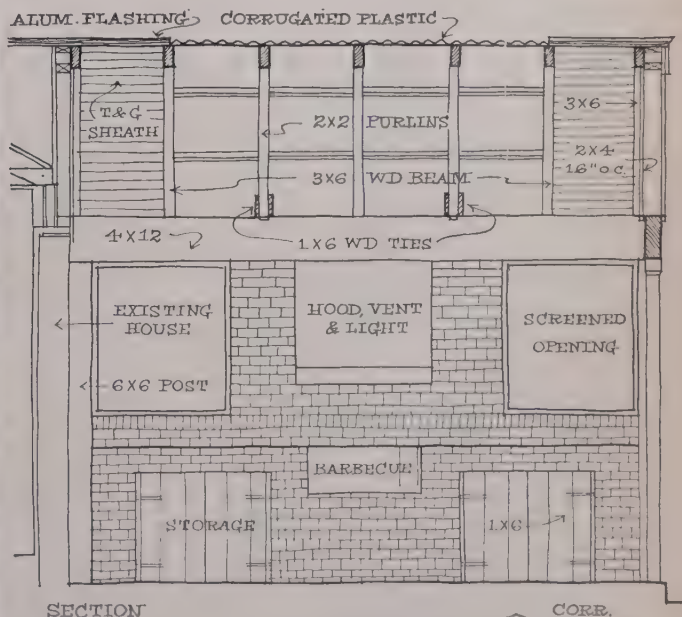 ALUM. FLASHING
CORRUGATED PLASTIC
T&G
SHEATH
2X2 PURLINS
3X6
2X4
16" O.C.
3X6 WD BEAM
4X12
1X6 WD TIES
EXISTING
HOUSE
HOOD, VENT
& LIGHT
SCREENED
OPENING
6X6 POST
BARBECUE
STORAGE
1X6
SECTION
CORR.